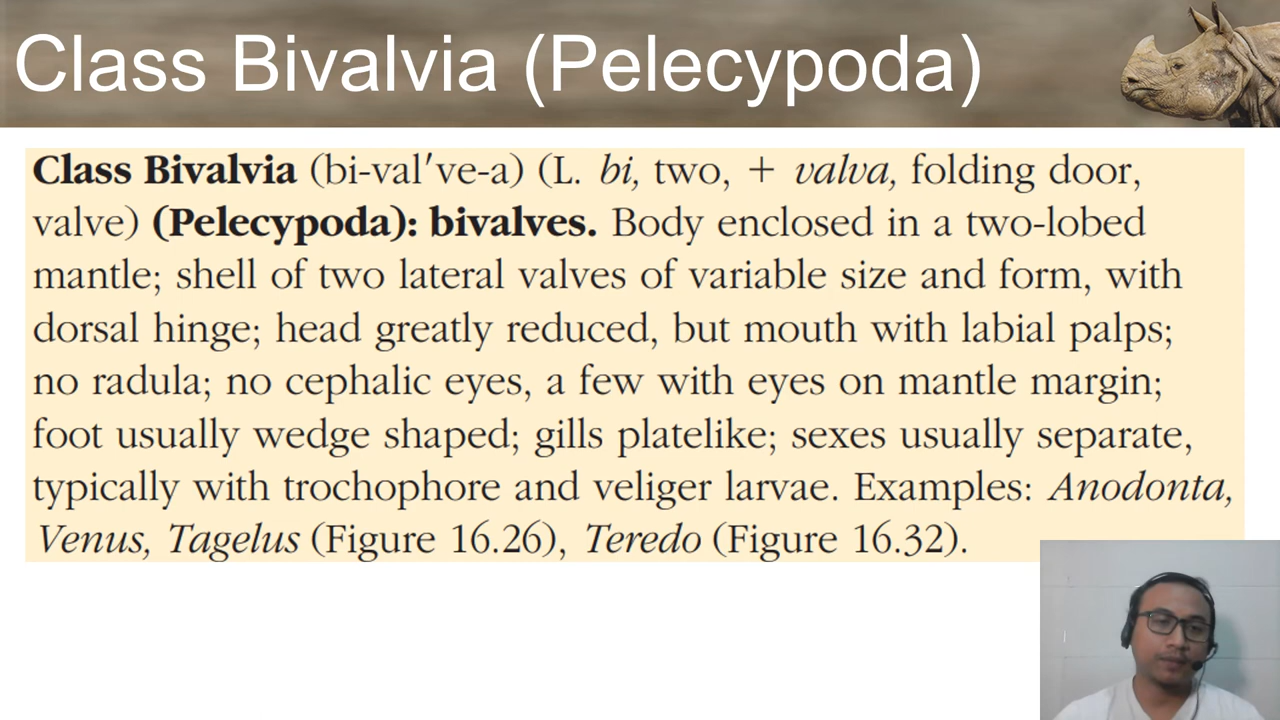 Class Bivalvia (Pelecypoda)
Class Bivalvia (bi-val′ve-a) (L. bi, two, + valva, folding door,
valve) (Pelecypoda): bivalves. Body enclosed in a two-lobed
mantle; shell of two lateral valves of variable size and form, with
dorsal hinge; head greatly reduced, but mouth with labial palps;
no radula; no cephalic eyes, a few with eyes on mantle margin;
foot usually wedge shaped; gills platelike; sexes usually separate,
typically with trochophore and veliger larvae. Examples: Anodonta,
Venus, Tagelus (Figure 16.26), Teredo (Figure 16.32).